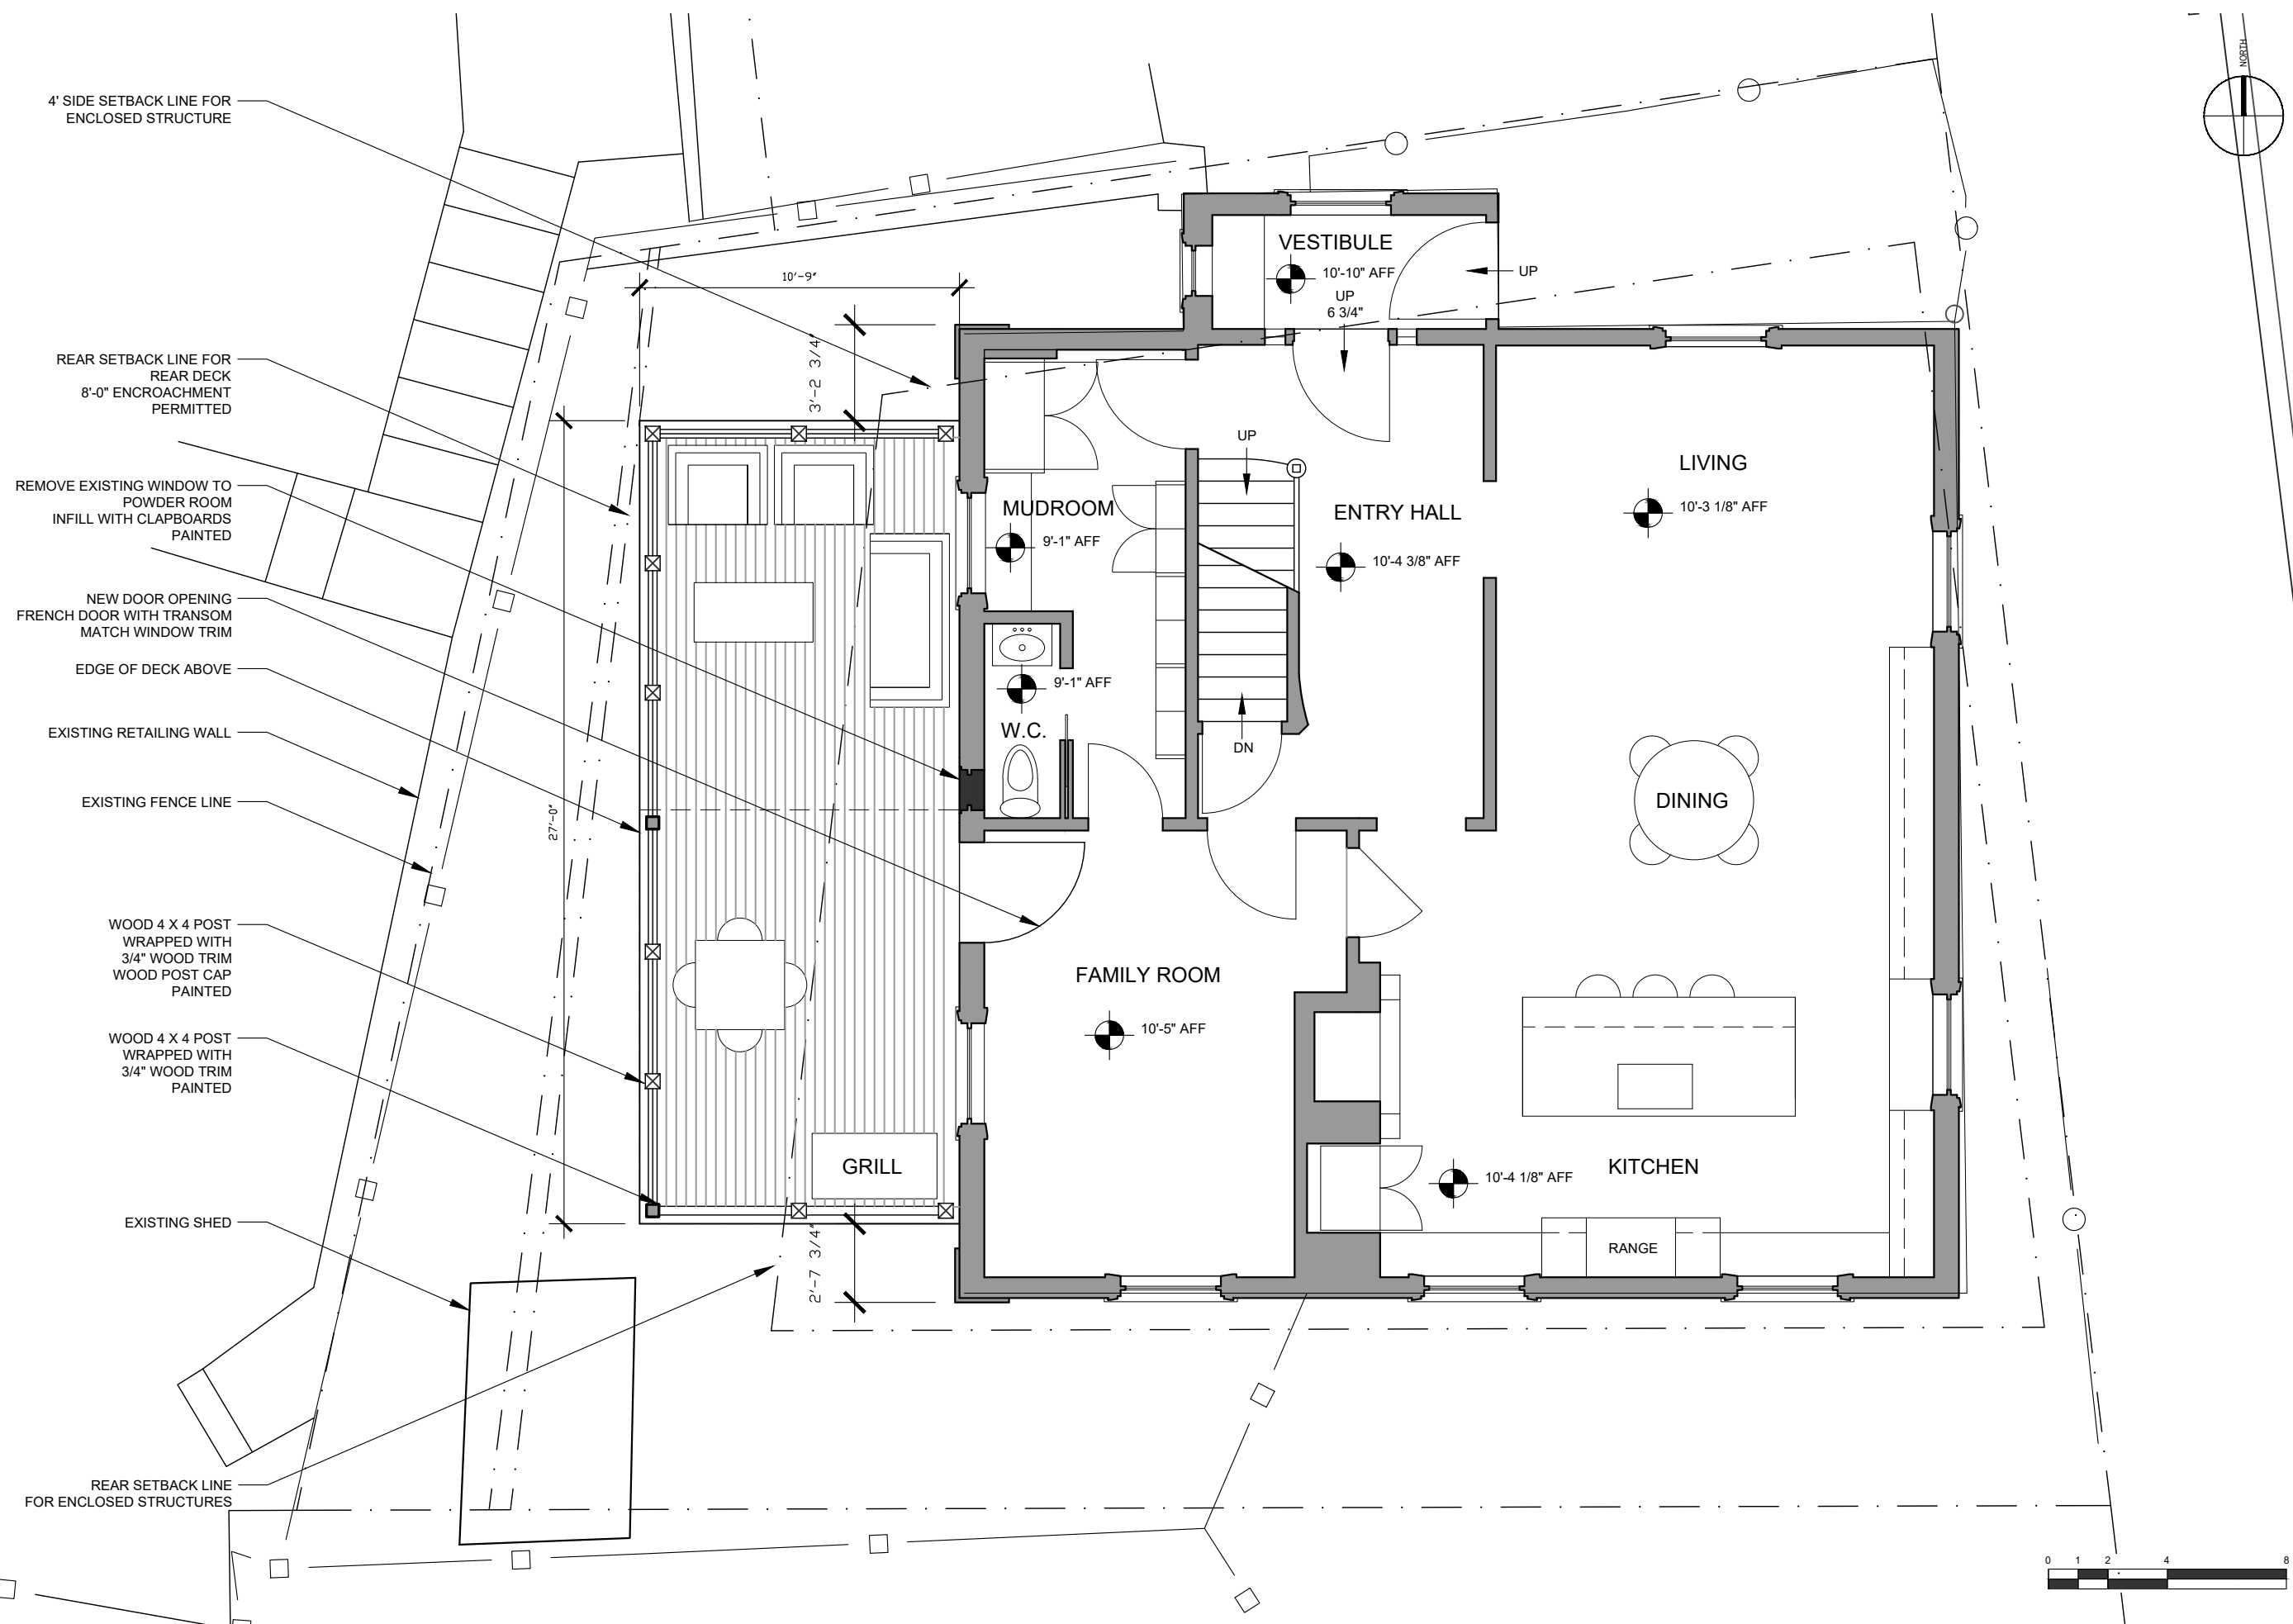 NORTH
4' SIDE SETBACK LINE FOR
ENCLOSED STRUCTURE
REAR SETBACK LINE FOR
REAR DECK
8'-0" ENCROACHMENT
PERMITTED
REMOVE EXISTING WINDOW TO
POWDER ROOM
INFILL WITH CLAPBOARDS
PAINTED
NEW DOOR OPENING
FRENCH DOOR WITH TRANSOM
MATCH WINDOW TRIM
EDGE OF DECK ABOVE
EXISTING RETAILING WALL
EXISTING FENCE LINE
WOOD 4 X 4 POST
WRAPPED WITH
3/4" WOOD TRIM
WOOD POST CAP
PAINTED
WOOD 4 X 4 POST
WRAPPED WITH
3/4" WOOD TRIM
PAINTED
EXISTING SHED
REAR SETBACK LINE
FOR ENCLOSED STRUCTURES
10'-9"
3'-2 3/4"
27'-0"
2'-7 3/4"
GRILL
VESTIBULE
10'-10" AFF
UP
UP
6 3/4"
MUDROOM
9'-1" AFF
UP
ENTRY HALL
10'-4 3/8" AFF
LIVING
10'-3 1/8" AFF
9'-1" AFF
W.C.
DN
DINING
FAMILY ROOM
10'-5" AFF
KITCHEN
10'-4 1/8" AFF
RANGE
0 1 2 4 8